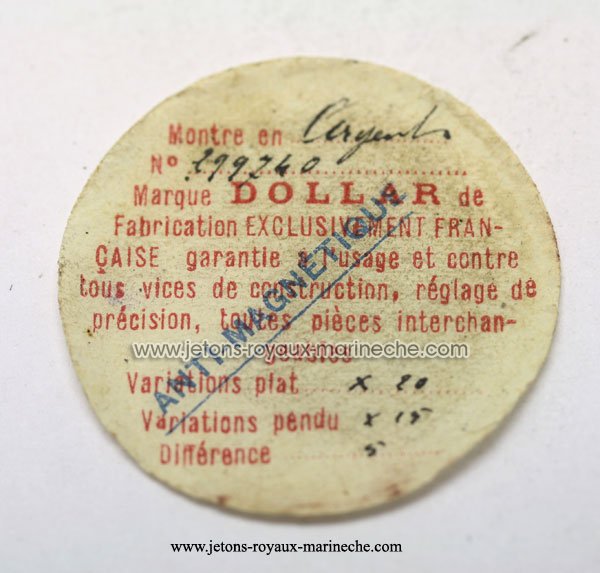 Montre en Argent
N° 299240
Marque DOLLAR de
Fabrication EXCLUSIVEMENT FRAN-
ÇAISE garantie à l'usage et contre
tous vices de construction, réglage de
précision, toutes pièces interchan-
www.jetons-royaux-marineche.com
Variations plat x 20
Variations pendu x 15
Différence 5
ANTI-MAGNÉTIQUE
www.jetons-royaux-marineche.com